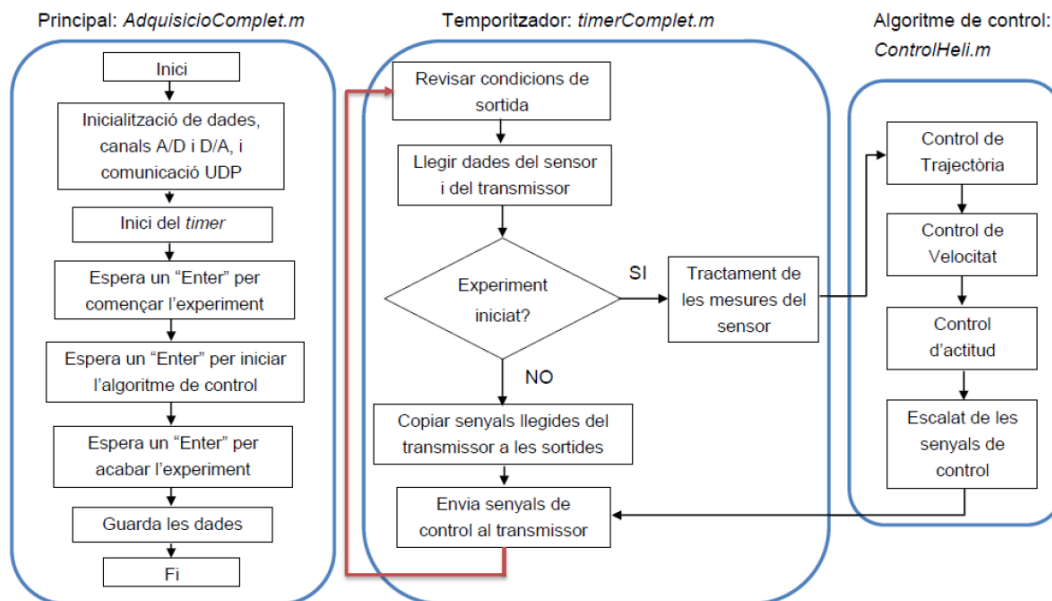 Principal: AdquisicioComplet.m
Inici
Inicialització de dades,
canals A/D i D/A, i
comunicació UDP
Inici del timer
Espera un “Enter” per
començar l’experiment
Espera un “Enter” per iniciar
l’algoritme de control
Espera un “Enter” per
acabar l’experiment
Guarda les dades
Fi
Temporitzador: timerComplet.m
Revisar condicions de
sortida
Llegir dades del sensor
i del transmissor
Experiment
iniciat?
SI
NO
Tractament de
les mesures del
sensor
Copiar senyals llegides del
transmissor a les sortides
Envia senyals de
control al transmissor
Algoritme de control:
ControlHeli.m
Control de
Trajectòria
Control de
Velocitat
Control
d’actitud
Escalat de les
senyals de
control